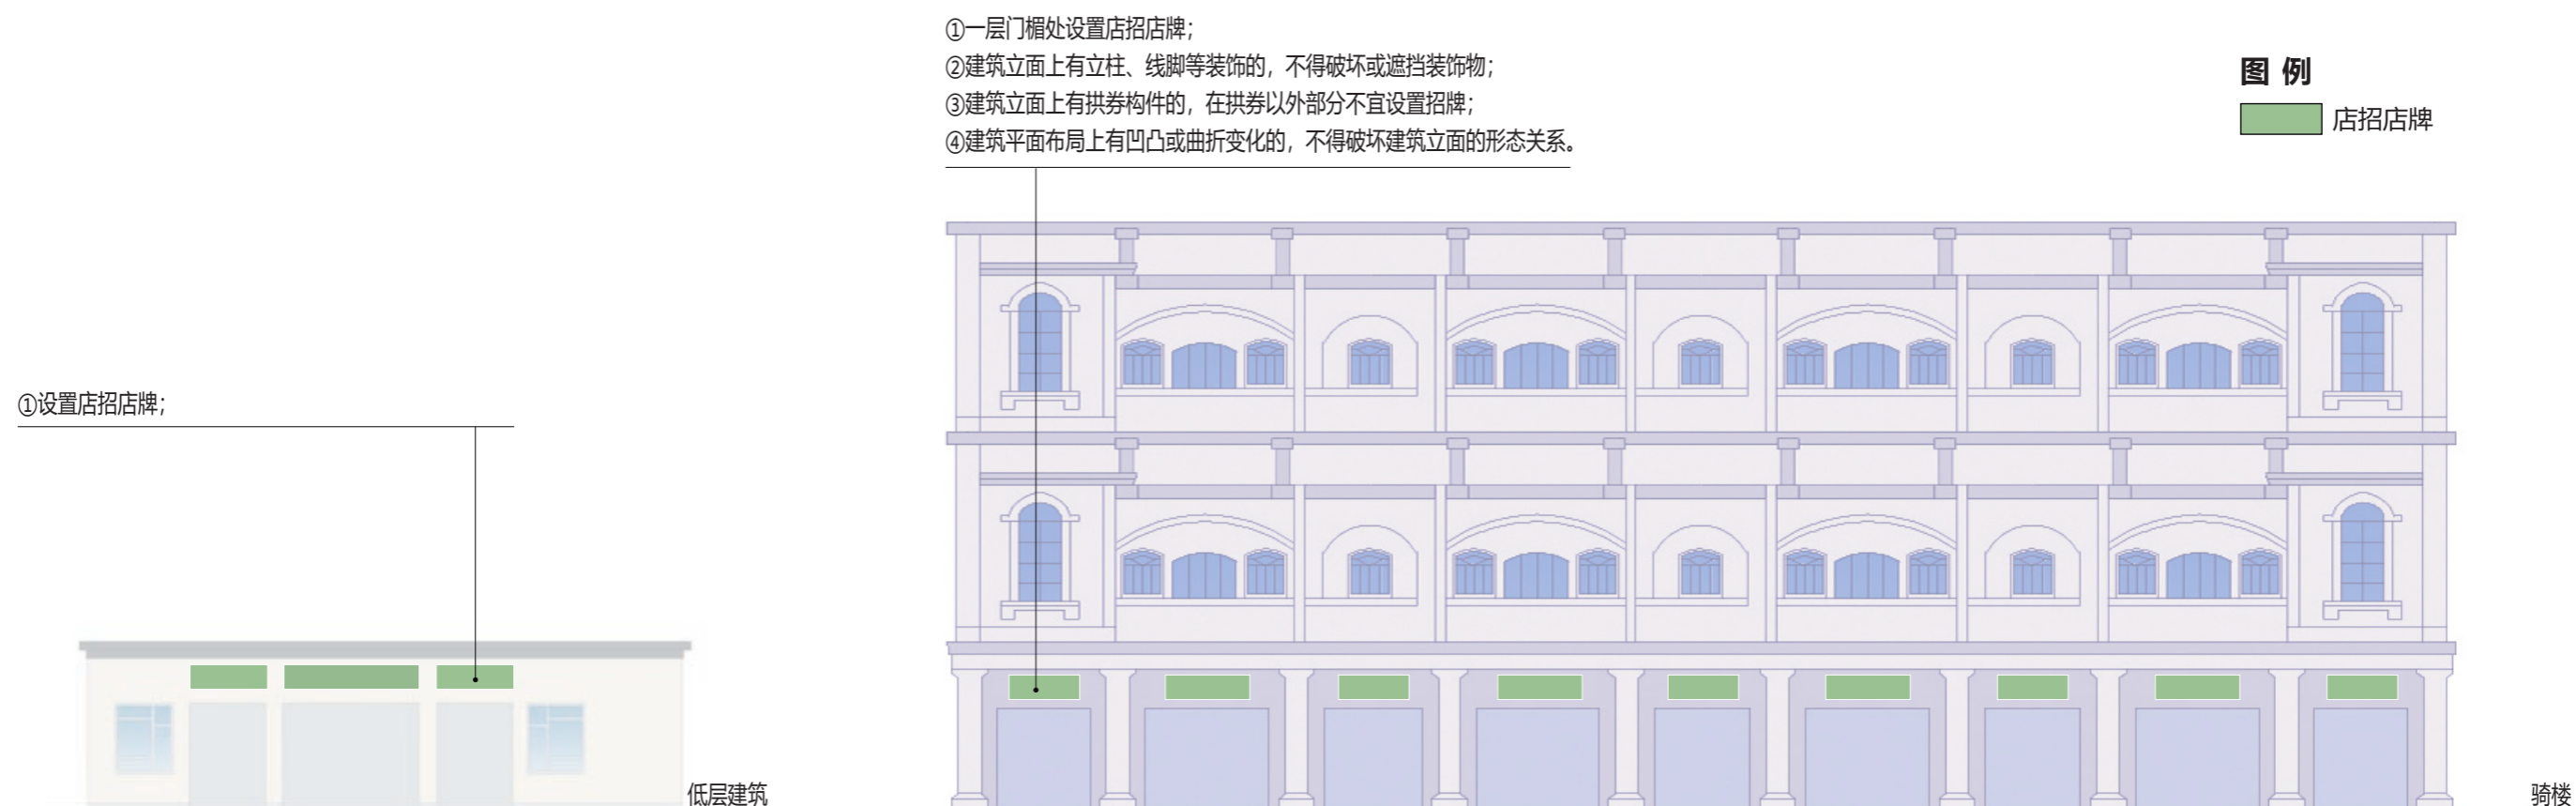 ①一层门楣处设置店招店牌；
②建筑立面上有立柱、线脚等装饰的，不得破坏或遮挡装饰物；
③建筑立面上有拱券构件的，在拱券以外部分不宜设置招牌；
④建筑平面布局上有凹凸或曲折变化的，不得破坏建筑立面的形态关系。
图 例
店招店牌
①设置店招店牌；
低层建筑
骑楼